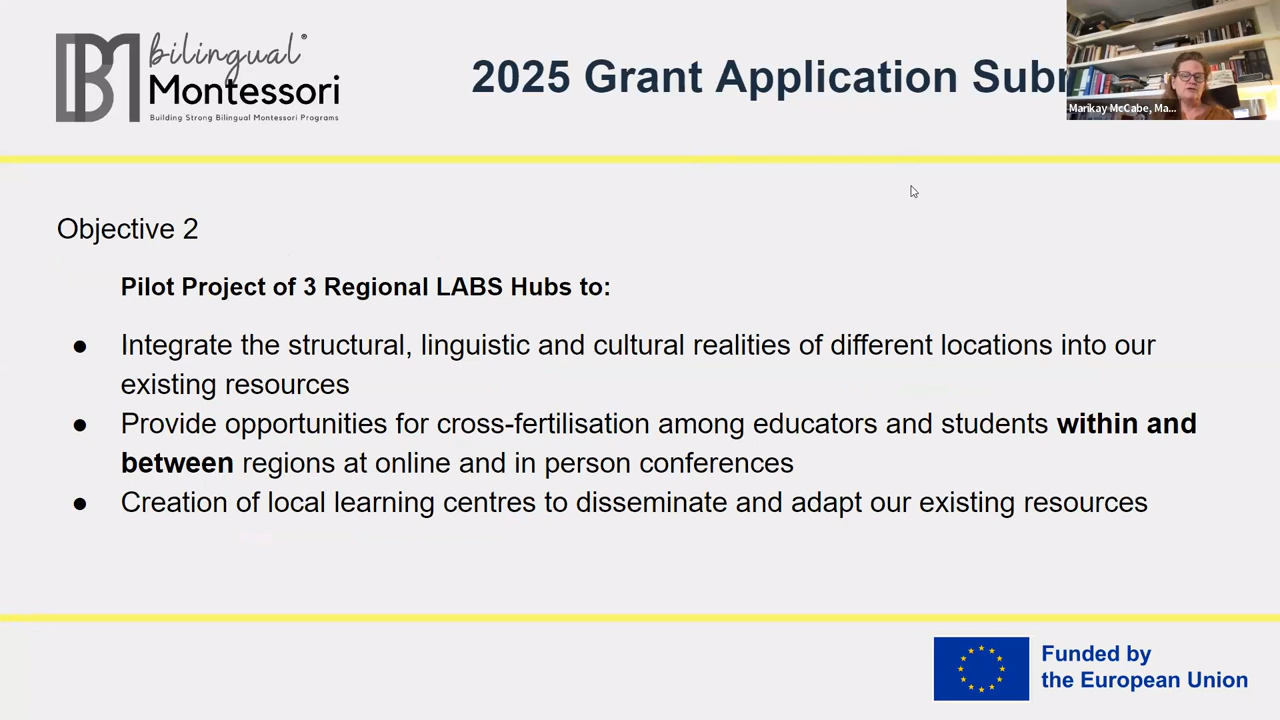 bilingual®
Montessori
Building Strong Bilingual Montessori Programs
2025 Grant Application
Marikay McCabe, Ma...
Objective 2
Pilot Project of 3 Regional LABS Hubs to:
● Integrate the structural, linguistic and cultural realities of different locations into our
existing resources
● Provide opportunities for cross-fertilisation among educators and students within and
between regions at online and in person conferences
● Creation of local learning centres to disseminate and adapt our existing resources
Funded by
the European Union